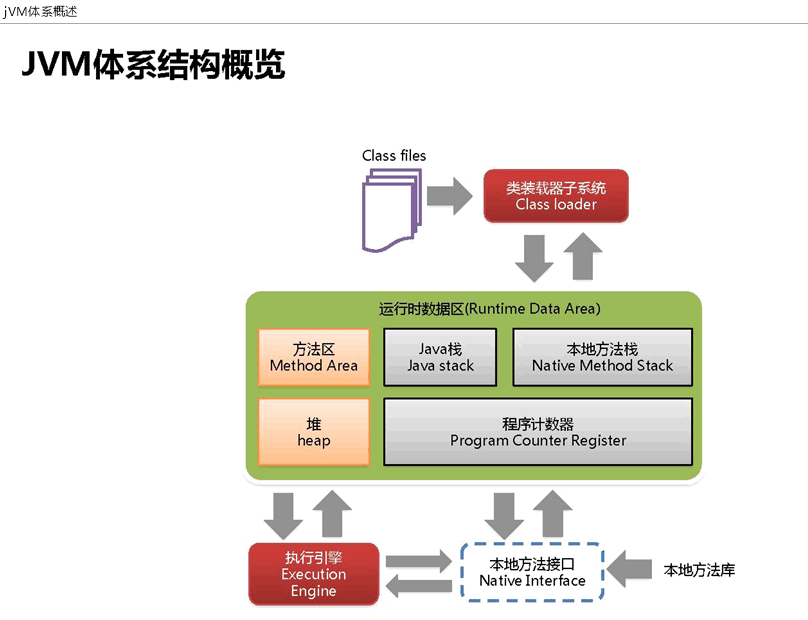 jVM体系概述
JVM体系结构概览
Class files
类装载器子系统
Class loader
运行时数据区(Runtime Data Area)
方法区
Method Area
Java栈
Java stack
本地方法栈
Native Method Stack
堆
heap
程序计数器
Program Counter Register
执行引擎
Execution
Engine
本地方法接口
Native Interface
本地方法库